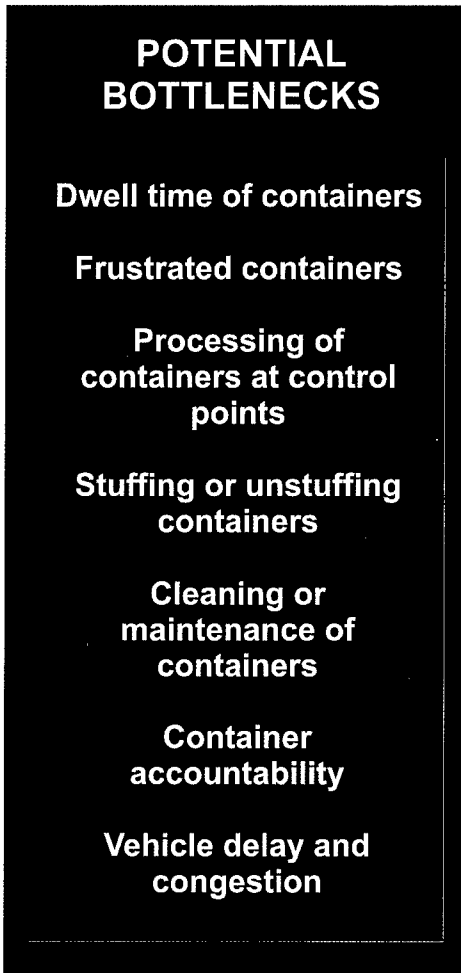 POTENTIAL
BOTTLENECKS
Dwell time of containers
Frustrated containers
Processing of
containers at control
points
Stuffing or unstuffing
containers
Cleaning or
maintenance of
containers
Container
accountability
Vehicle delay and
congestion